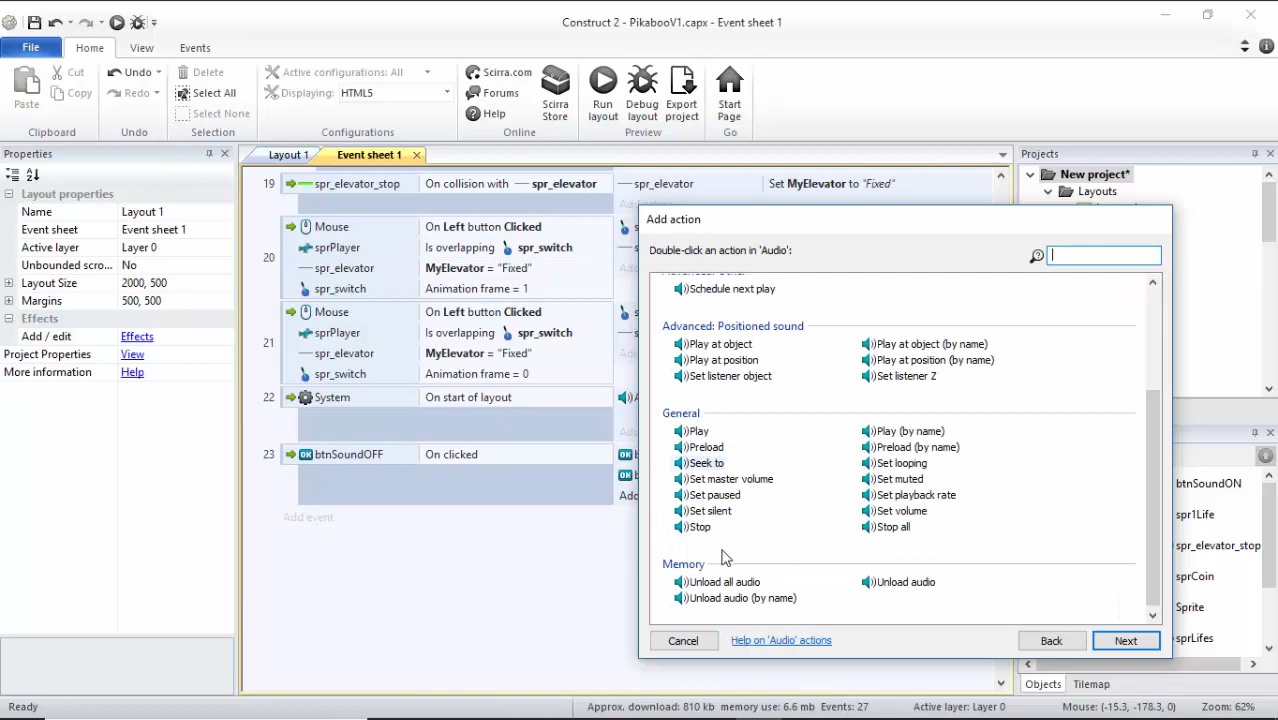 Construct 2 - PikabooV1.capx - Event sheet 1
File Home View Events
Paste Cut Copy Undo Redo Delete Select All Select None
Active configurations: All
Displaying: HTML5
Scirra.com Forums Help Scirra Store Run layout Debug layout Export project Start Page
Clipboard Undo Selection Configurations Online Preview Go
Properties
Layout 1 Event sheet 1
Projects
Layout properties
Name Layout 1
Event sheet Event sheet 1
Active layer Layer 0
Unbounded scro... No
Layout Size 2000, 500
Margins 500, 500
Effects
Add / edit Effects
Project Properties View
More information Help
19 spr_elevator_stop On collision with spr_elevator spr_elevator Set MyElevator to "Fixed"
20 Mouse On Left button Clicked
sprPlayer Is overlapping spr_switch
spr_elevator MyElevator = "Fixed"
spr_switch Animation frame = 1
21 Mouse On Left button Clicked
sprPlayer Is overlapping spr_switch
spr_elevator MyElevator = "Fixed"
spr_switch Animation frame = 0
22 System On start of layout
23 btnSoundOFF On clicked
Add event
New project*
Layouts
Add action
Double-click an action in 'Audio':
Schedule next play
Advanced: Positioned sound
Play at object Play at object (by name)
Play at position Play at position (by name)
Set listener object Set listener Z
General
Play Play (by name)
Preload Preload (by name)
Seek to Set looping
Set master volume Set muted
Set paused Set playback rate
Set silent Set volume
Stop Stop all
Memory
Unload all audio Unload audio
Unload audio (by name)
Cancel Help on 'Audio' actions Back Next
btnSoundON
spr1Life
spr_elevator_stop
sprCoin
Sprite
sprLifes
Objects Tilemap
Ready Approx. download: 810 kb memory use: 6.6 mb Events: 27 Active layer: Layer 0 Mouse: (-15.3, -178.3, 0) Zoom: 62%